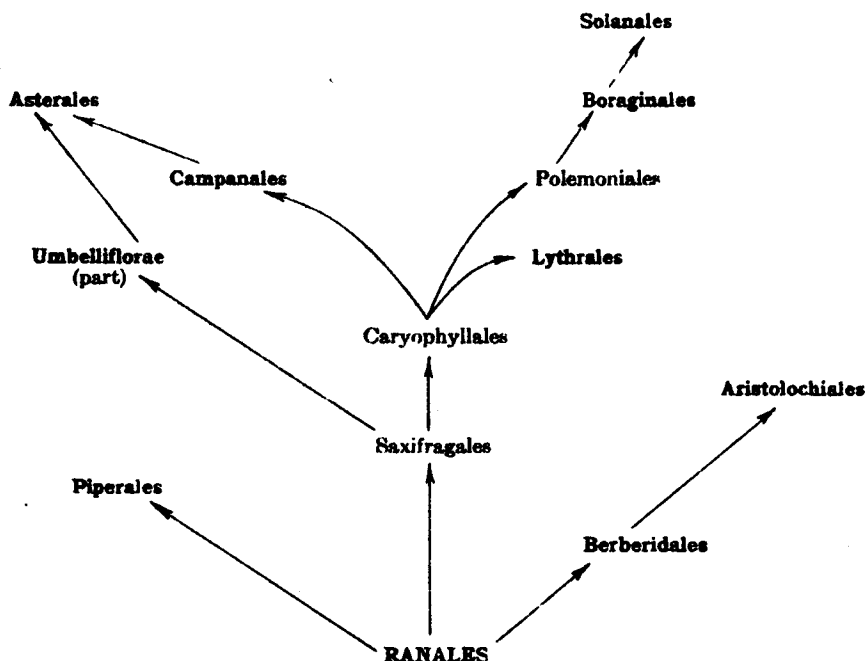 Solanales
Asterales
Boraginales
Campanales
Polemoniales
Umbelliflorae
(part)
Lythrales
Caryophyllales
Aristolochiales
Saxifragales
Piperales
Berberidales
RANALES